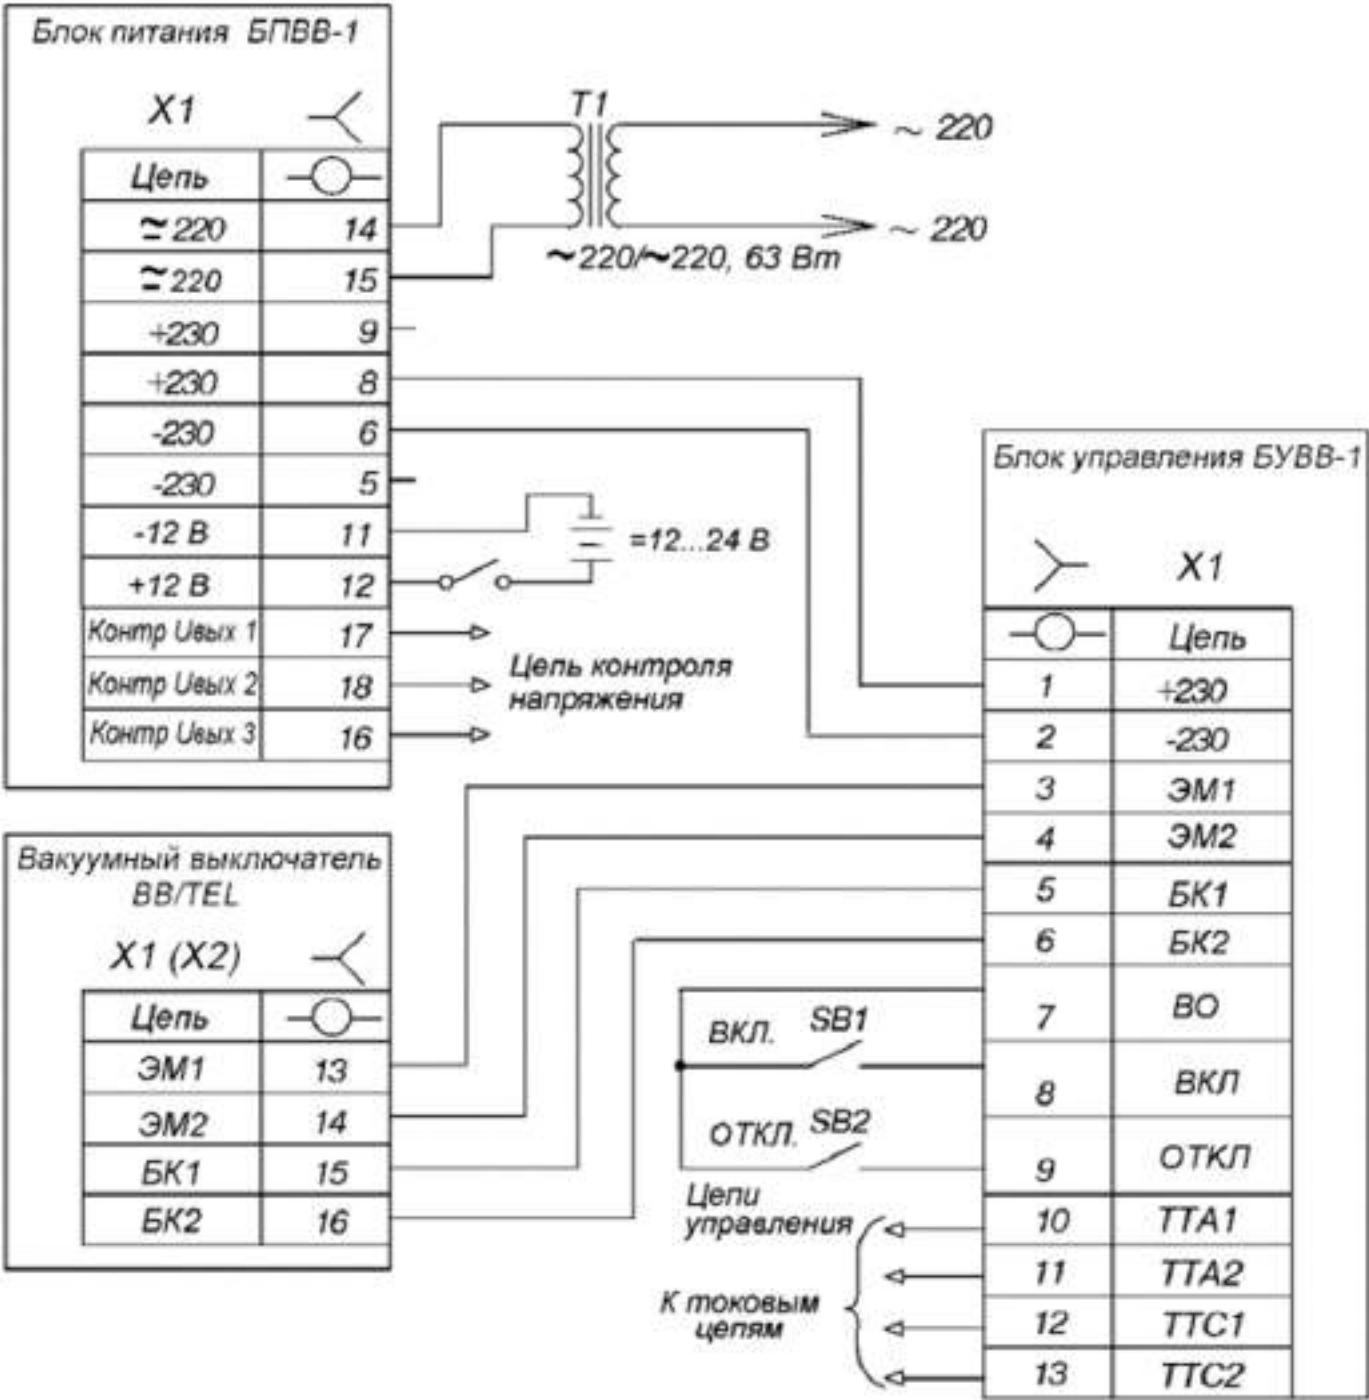 Блок питания БПВВ-1
X1
Цепь
≂ 220 14
≂ 220 15
+230 9
+230 8
-230 6
-230 5
-12 В 11
+12 В 12
Контр Uвых 1 17
Контр Uвых 2 18
Контр Uвых 3 16
T1
~ 220
~ 220
~220/~220, 63 Вт
=12...24 В
Цепь контроля
напряжения
Вакуумный выключатель
BB/TEL
X1 (X2)
Цепь
ЭМ1 13
ЭМ2 14
БК1 15
БК2 16
Блок управления БУВВ-1
X1
Цепь
1 +230
2 -230
3 ЭМ1
4 ЭМ2
5 БК1
6 БК2
7 ВО
8 ВКЛ
9 ОТКЛ
10 ТТА1
11 ТТА2
12 ТТС1
13 ТТС2
ВКЛ. SB1
ОТКЛ. SB2
Цепи
управления
К токовым
цепям